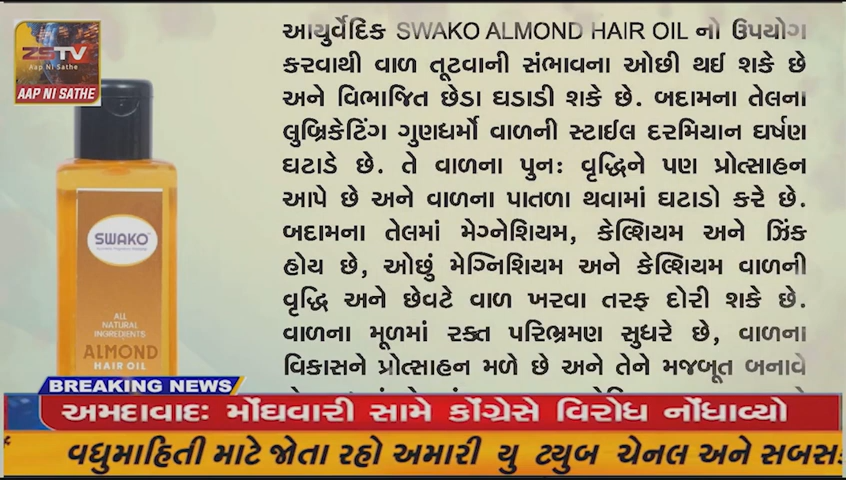 ZSTV
Aap Ni Sathe
AAP NI SATHE
આયુર્વેદિક SWAKO ALMOND HAIR OIL નો ઉપયોગ
કરવાથી વાળ તૂટવાની સંભાવના ઓછી થઈ શકે છે
અને વિભાજિત છેડા ઘડાડી શકે છે. બદામના તેલના
લુબ્રિકેટિંગ ગુણધર્મો વાળની સ્ટાઈલ દરમિયાન ઘર્ષણ
ઘટાડે છે. તે વાળના પુનઃ વૃદ્ધિને પણ પ્રોત્સાહન
આપે છે અને વાળના પાતળા થવામાં ઘટાડો કરે છે.
બદામના તેલમાં મેગ્નેશિયમ, કેલ્શિયમ અને ઝિંક
હોય છે, ઓછું મેગ્નિશિયમ અને કેલ્શિયમ વાળની
વૃદ્ધિ અને છેવટે વાળ ખરવા તરફ દોરી શકે છે.
વાળના મૂળમાં રક્ત પરિભ્રમણ સુધરે છે, વાળના
વિકાસને પ્રોત્સાહન મળે છે અને તેને મજબૂત બનાવે
SWAKO
ALL
NATURAL
INGREDIENTS
ALMOND
HAIR OIL
BREAKING NEWS
અમદાવાદઃ મોંઘવારી સામે કોંગ્રેસે વિરોધ નોંધાવ્યો
વધુમાહિતી માટે જોતા રહો અમારી યુ ટ્યુબ ચેનલ અને